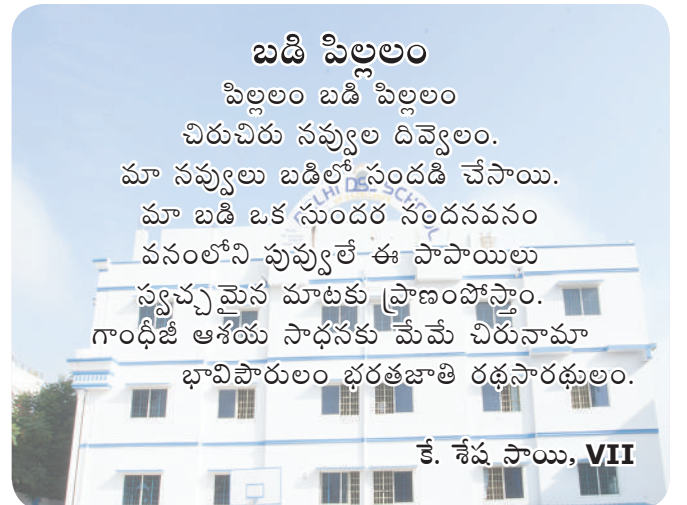 బడి పిల్లలం
పిల్లలం బడి పిల్లలం
చిరుచిరు నవ్వుల దివ్వెలం.
మా నవ్వులు బడిలో సందడి చేసాయి.
మా బడి ఒక సుందర నందనవనం
వనంలోని పువ్వులే ఈ పాపాయిలు
స్వచ్ఛమైన మాటకు ప్రాణంపోస్తాం.
గాంధీజీ ఆశయ సాధనకు మేమే చిరునామా
భావిపౌరులం భరతజాతి రథసారథులం.
కే. శేష సాయి, VII